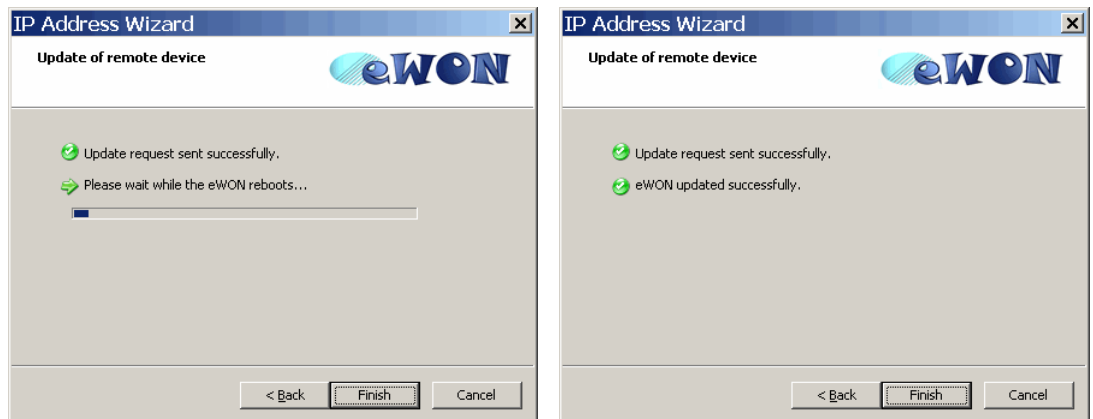 IP Address Wizard
Update of remote device
eWON
Update request sent successfully.
Please wait while the eWON reboots...
< Back
Finish
Cancel
IP Address Wizard
Update of remote device
eWON
Update request sent successfully.
eWON updated successfully.
< Back
Finish
Cancel